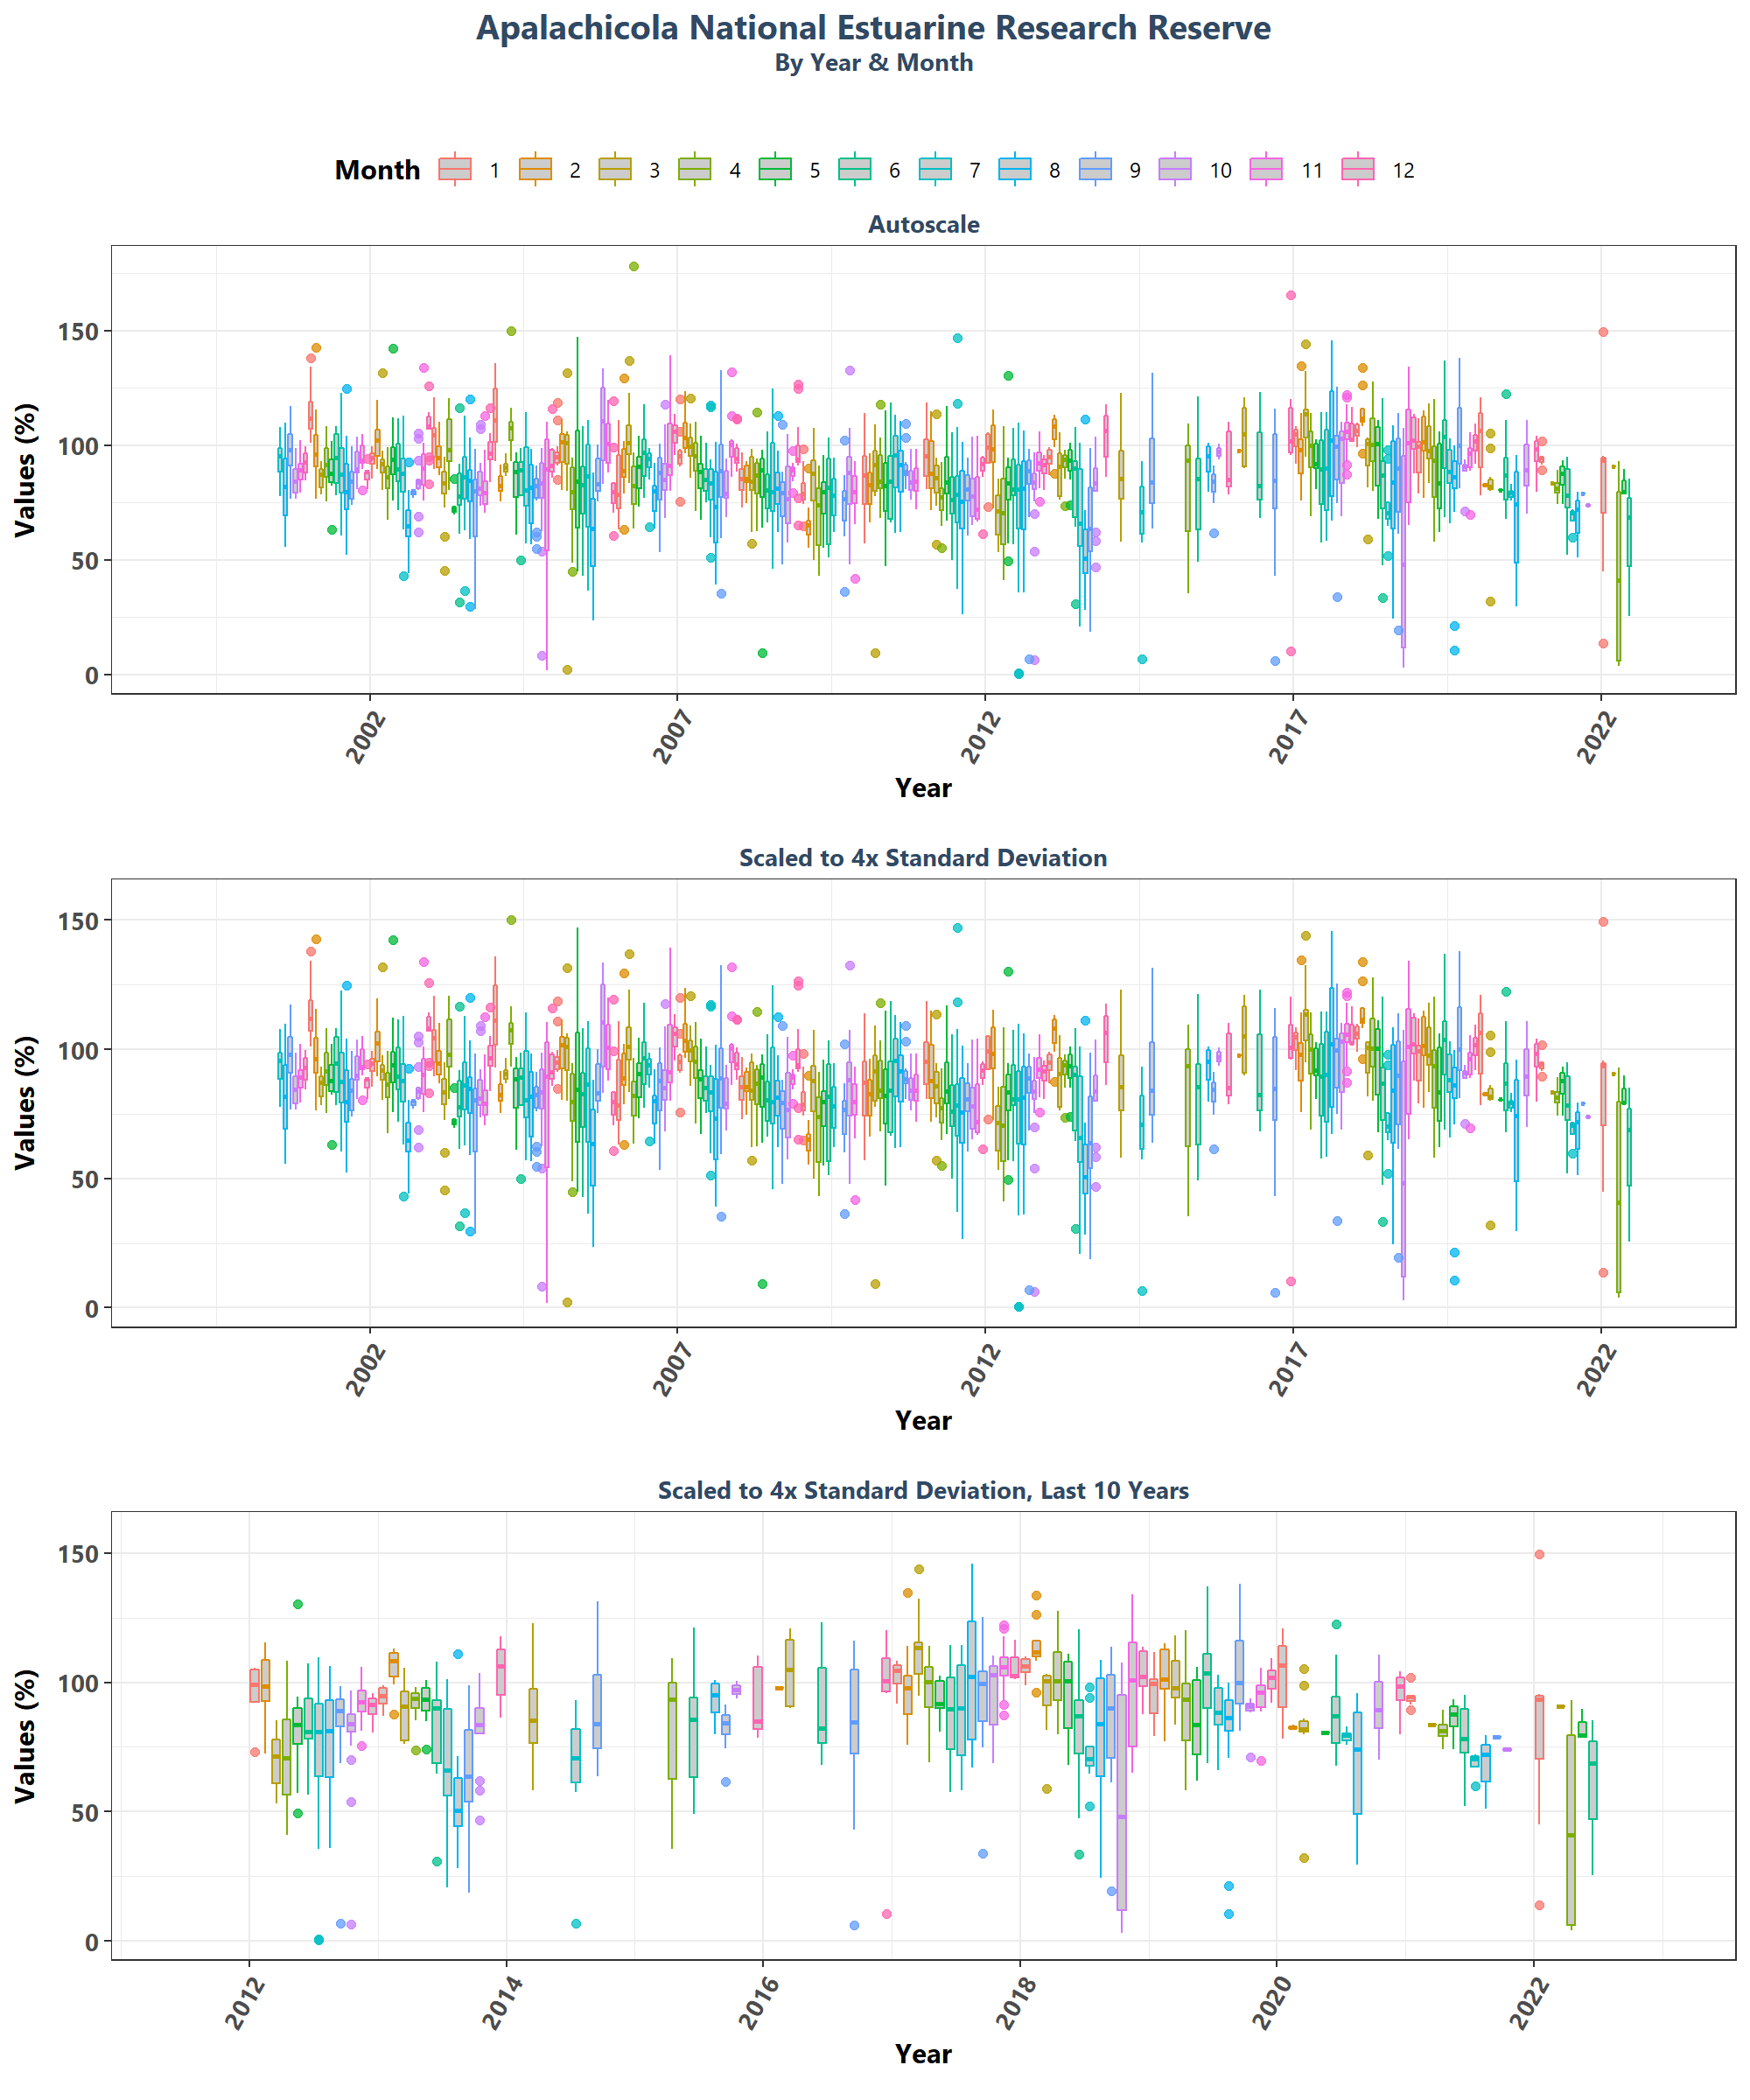 Apalachicola National Estuarine Research Reserve
By Year & Month
Month 1 2 3 4 5 6 7 8 9 10 11 12
Autoscale
Values (%)
150
100
50
0
2002 2007 2012 2017 2022
Year
Scaled to 4x Standard Deviation
Values (%)
150
100
50
0
2002 2007 2012 2017 2022
Year
Scaled to 4x Standard Deviation, Last 10 Years
Values (%)
150
100
50
0
2012 2014 2016 2018 2020 2022
Year